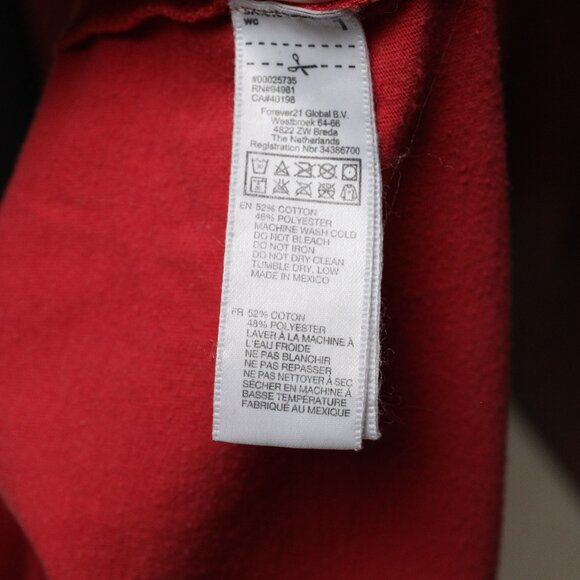 WC
#00025735
RN#94981
CA#40198
Forever21 Global B.V.
Westbroek 64-66
4822 ZW Breda
The Netherlands
Registration Nbr 34386700
EN 52% COTTON
48% POLYESTER
MACHINE WASH COLD
DO NOT BLEACH
DO NOT IRON
DO NOT DRY CLEAN
TUMBLE DRY, LOW
MADE IN MEXICO
FR 52% COTON
48% POLYESTER
LAVER À LA MACHINE À
L'EAU FROIDE
NE PAS BLANCHIR
NE PAS REPASSER
NE PAS NETTOYER À SEC
SÉCHER EN MACHINE À
BASSE TEMPÉRATURE
FABRIQUÉ AU MEXIQUE